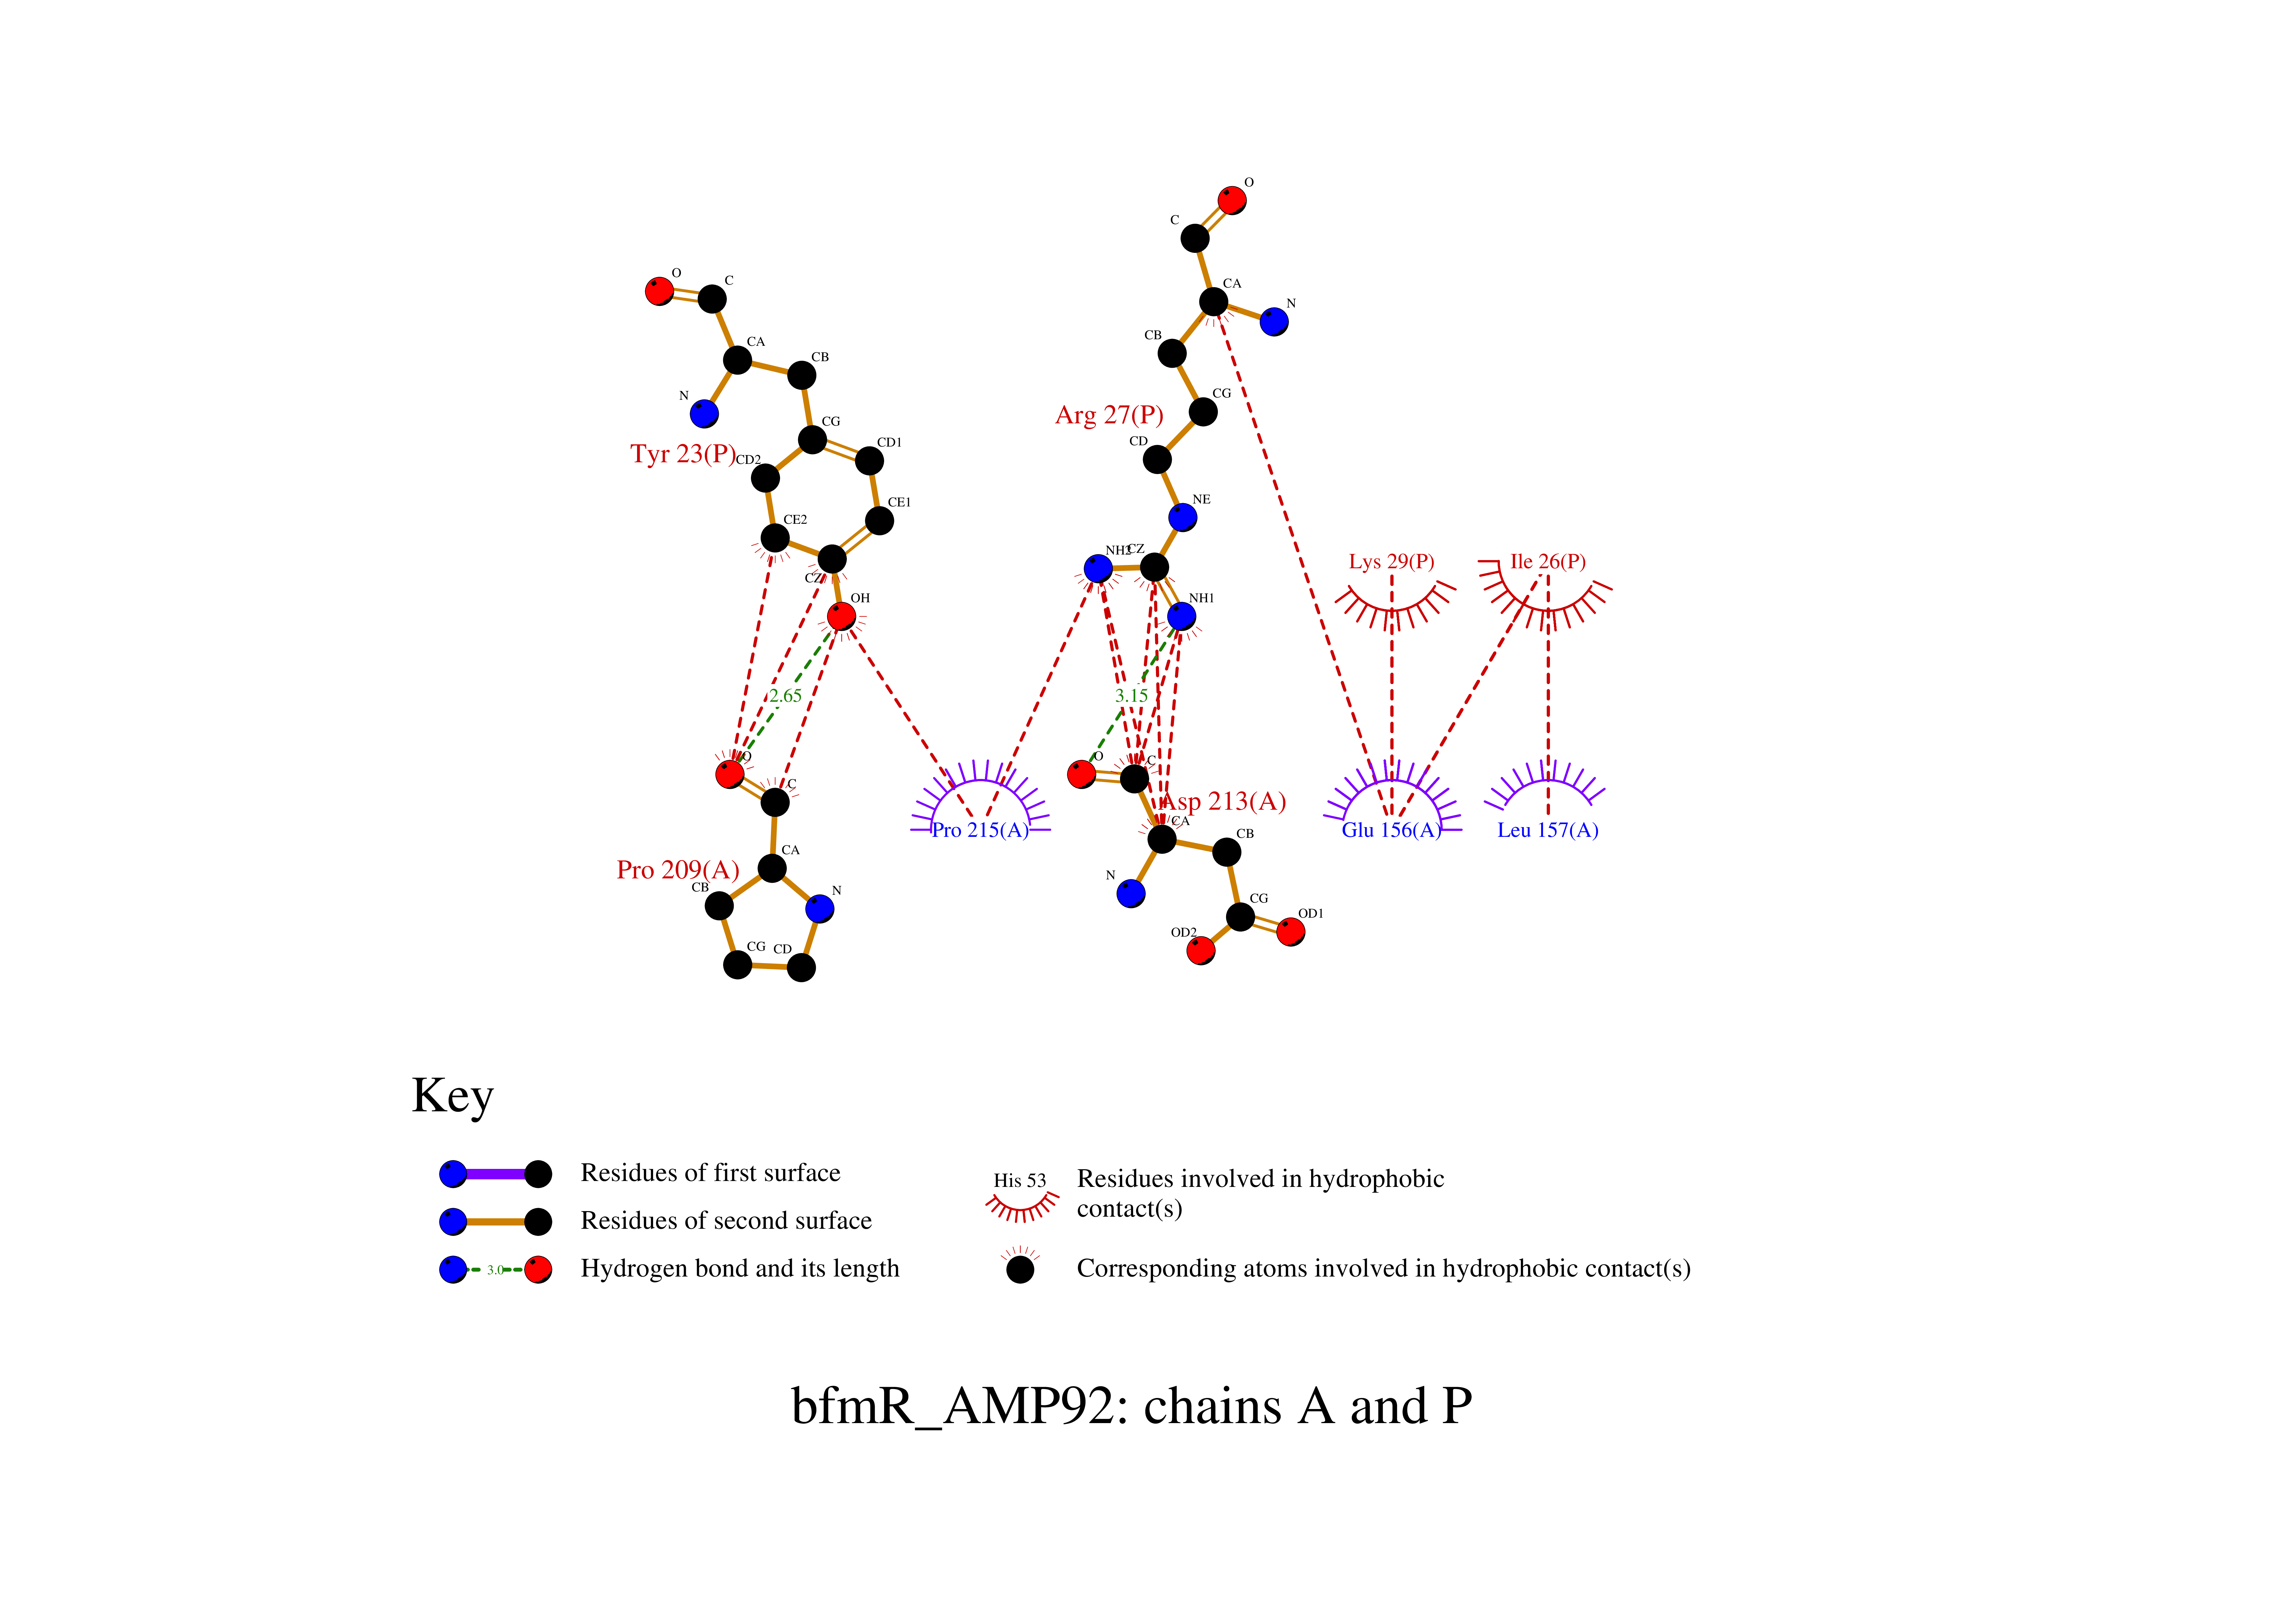 O
C
O
C
CA
N
CA
CB
CB
N
CG
Arg 27(P)
CG
CD1
CD
Tyr 23(P)
CD2
CE1
NE
CE2
NH2
CZ
Lys 29(P)
Ile 26(P)
CZ
OH
NH1
2.65
3.15
O
C
O
C
Asp 213(A)
CA
Pro 215(A)
Glu 156(A)
Leu 157(A)
CB
CA
Pro 209(A)
CB
N
N
CG
OD1
OD2
CG
CD
Key
Residues of first surface
Residues of second surface
3.0
Hydrogen bond and its length
His 53
Residues involved in hydrophobic
contact(s)
Corresponding atoms involved in hydrophobic contact(s)
bfmR_AMP92: chains A and P